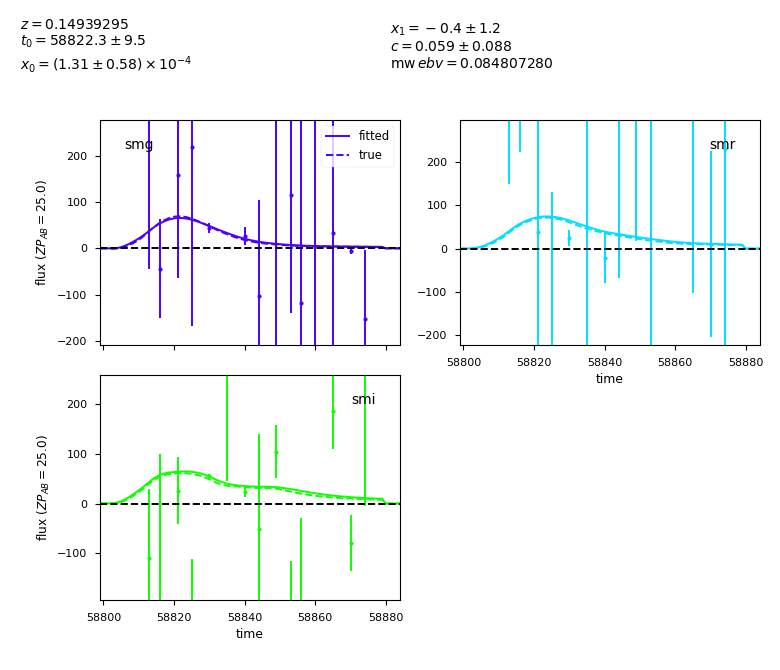 z = 0.14939295
t₀ = 58822.3 ± 9.5
x₀ = (1.31 ± 0.58) × 10⁻⁴
x₁ = −0.4 ± 1.2
c = 0.059 ± 0.088
mw ebv = 0.084807280
smg
fitted
true
200
100
0
−100
−200
flux (ZP_AB = 25.0)
smr
200
100
0
−100
−200
58800 58820 58840 58860 58880
time
smi
200
100
0
−100
flux (ZP_AB = 25.0)
58800 58820 58840 58860 58880
time